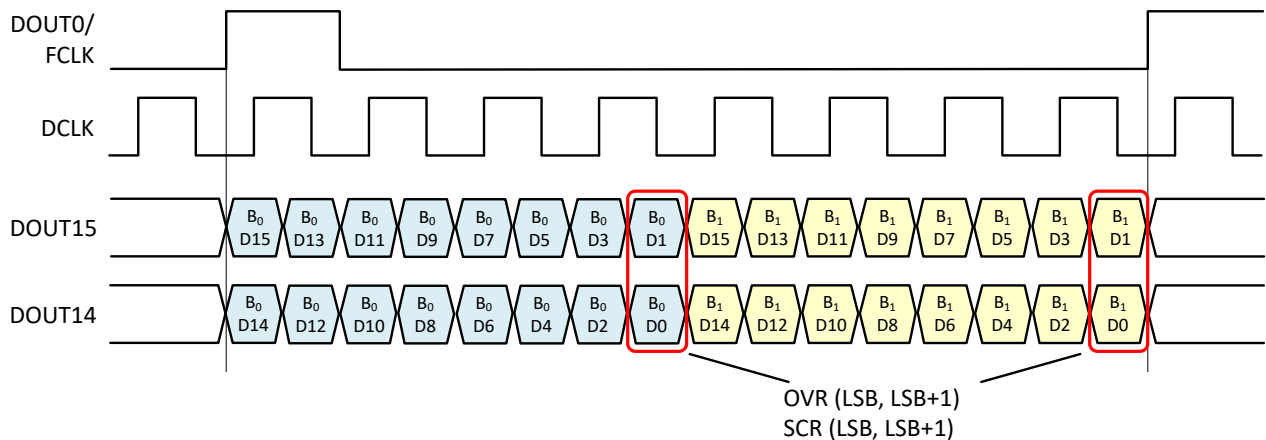 DOUT0/
FCLK
DCLK
DOUT15
B₀ B₀ B₀ B₀ B₀ B₀ B₀ B₀ B₁ B₁ B₁ B₁ B₁ B₁ B₁ B₁
D15 D13 D11 D9 D7 D5 D3 D1 D15 D13 D11 D9 D7 D5 D3 D1
DOUT14
B₀ B₀ B₀ B₀ B₀ B₀ B₀ B₀ B₁ B₁ B₁ B₁ B₁ B₁ B₁ B₁
D14 D12 D10 D8 D6 D4 D2 D0 D14 D12 D10 D8 D6 D4 D2 D0
OVR (LSB, LSB+1)
SCR (LSB, LSB+1)